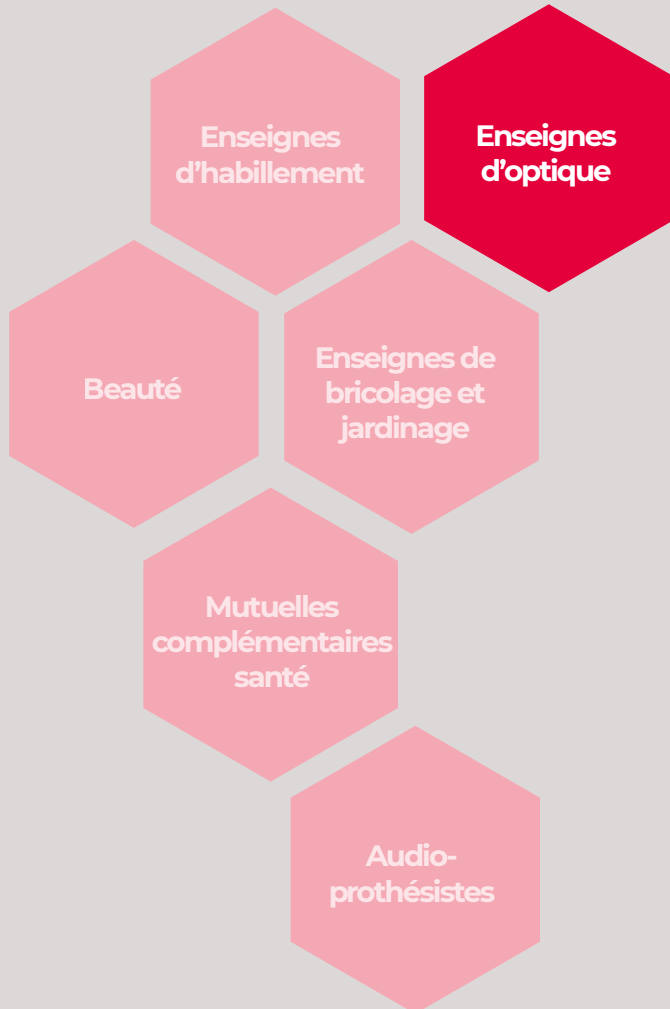 Enseignes
d’habillement
Enseignes
d’optique
Beauté
Enseignes de
bricolage et
jardinage
Mutuelles
complémentaires
santé
Audio-
prothésistes